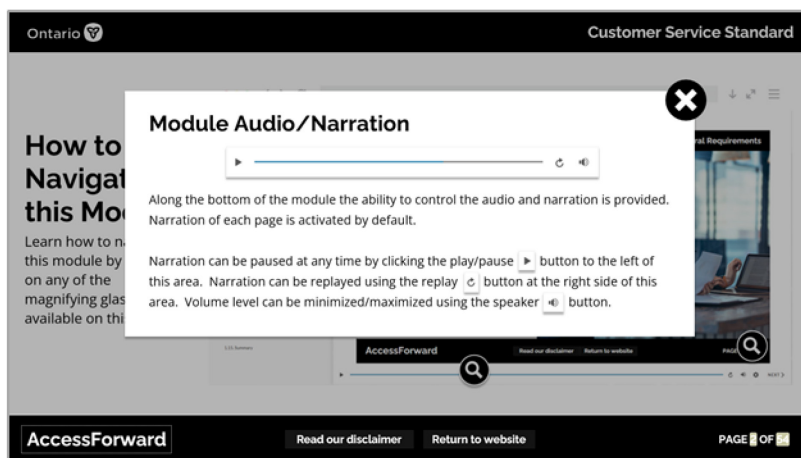 Ontario
Customer Service Standard
Module Audio/Narration
Along the bottom of the module the ability to control the audio and narration is provided.
Narration of each page is activated by default.
Narration can be paused at any time by clicking the play/pause button to the left of
this area. Narration can be replayed using the replay button at the right side of this
area. Volume level can be minimized/maximized using the speaker button.
How to
Navigat
this Mo
Learn how to na
this module by
on any of the
magnifying glas
available on thi
ral Requirements
AccessForward
Read our disclaimer Return to website
PAG
NEXT
AccessForward
Read our disclaimer
Return to website
PAGE 2 OF 54